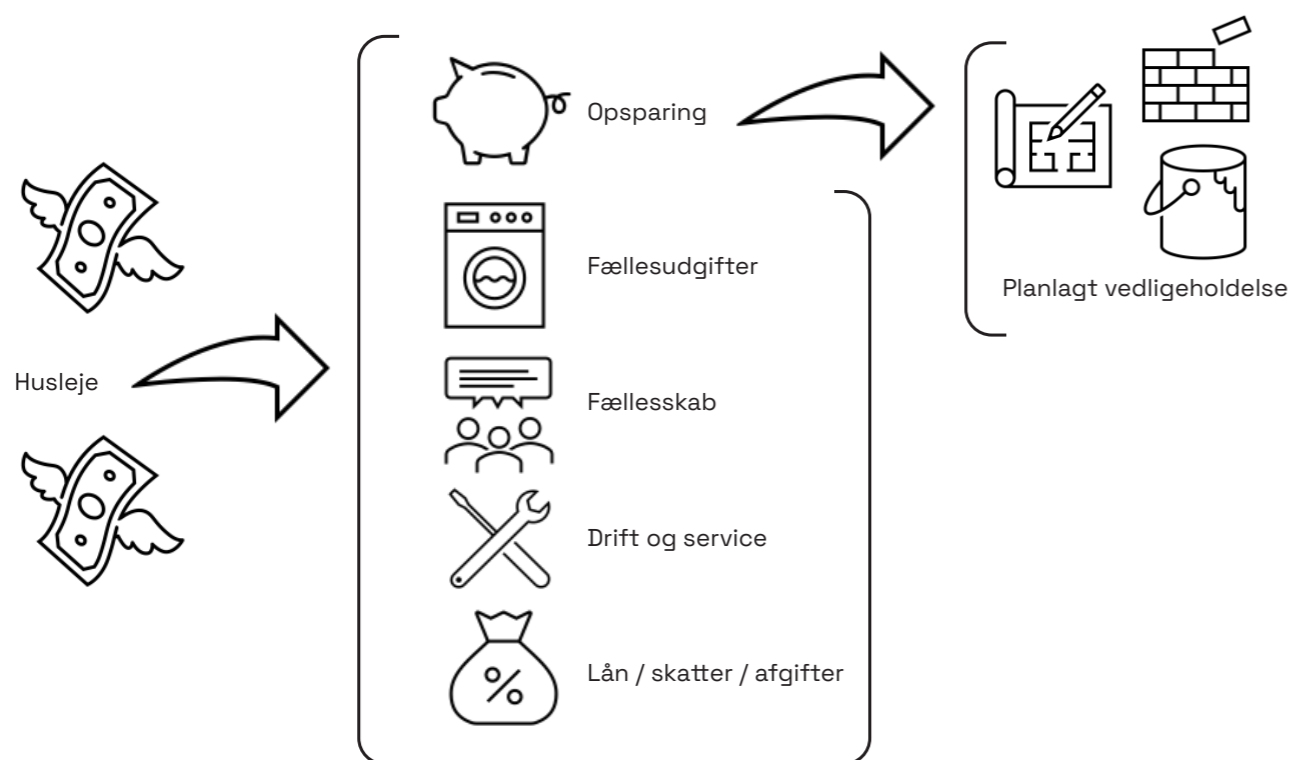 Husleje
Opsparing
Fællesudgifter
Fællesskab
Drift og service
Lån / skatter / afgifter
Planlagt vedligeholdelse